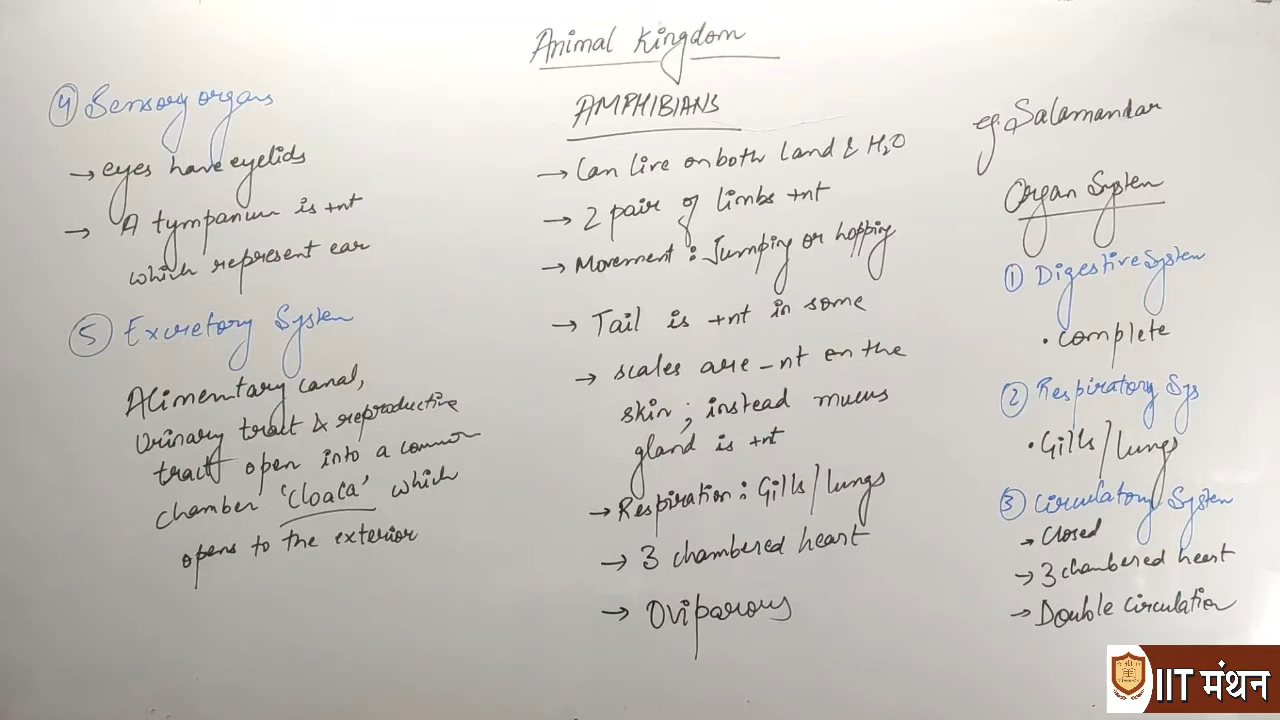 Animal Kingdom
④ Sensory organs
→ eyes have eyelids
→ A tympanum is +nt
which represent ear
⑤ Excretory System
Alimentary canal,
Urinary tract & reproductive
tract open into a common
chamber 'Cloaca' which
opens to the exterior
AMPHIBIANS
→ Can live on both land & H₂O
→ 2 pair of limbs +nt
→ Movement : Jumping or hopping
→ Tail is +nt in some
→ scales are -nt on the
skin ; instead mucus
gland is +nt
→ Respiration : Gills/lungs
→ 3 chambered heart
→ Oviparous
eg. Salamandar
Organ System
① Digestive System
• complete
② Respiratory Sys
• Gills/lungs
③ Circulatory System
→ closed
→ 3 chambered heart
→ Double circulation
IIT मंथन